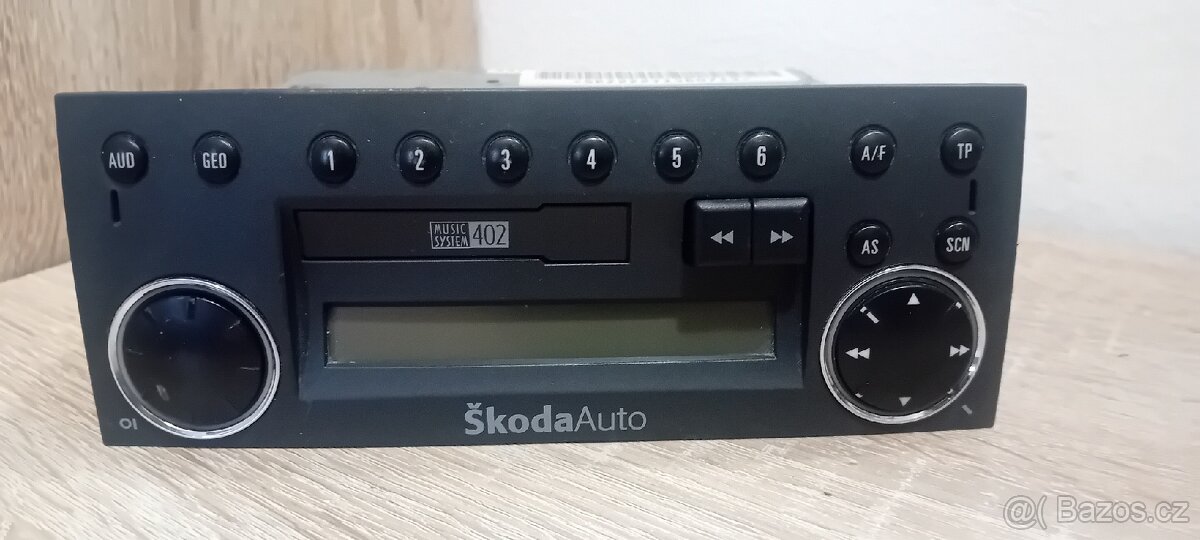 AUD GEO 1 2 3 4 5 6 A/F TP
MUSIC
SYSTEM 402
AS SCN
ŠkodaAuto
@( Bazos.cz